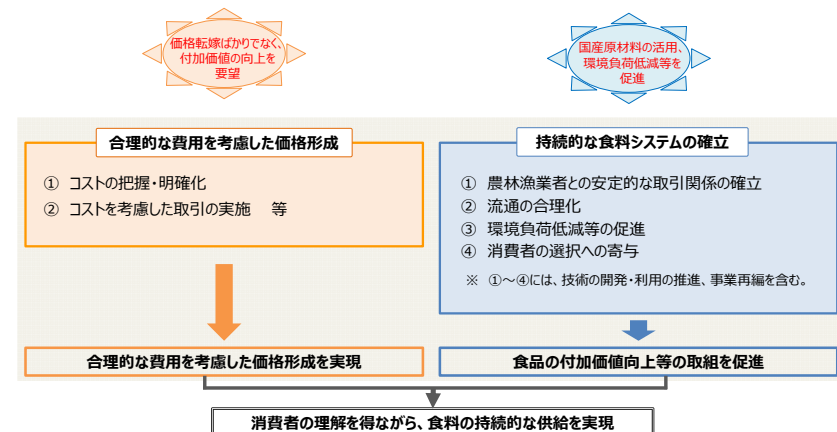 価格転嫁ばかりでなく、
付加価値の向上を
要望
国産原材料の活用、
環境負荷低減等を
促進
合理的な費用を考慮した価格形成
① コストの把握・明確化
② コストを考慮した取引の実施 等
持続的な食料システムの確立
① 農林漁業者との安定的な取引関係の確立
② 流通の合理化
③ 環境負荷低減等の促進
④ 消費者の選択への寄与
※ ①～④には、技術の開発・利用の推進、事業再編を含む。
合理的な費用を考慮した価格形成を実現
食品の付加価値向上等の取組を促進
消費者の理解を得ながら、食料の持続的な供給を実現